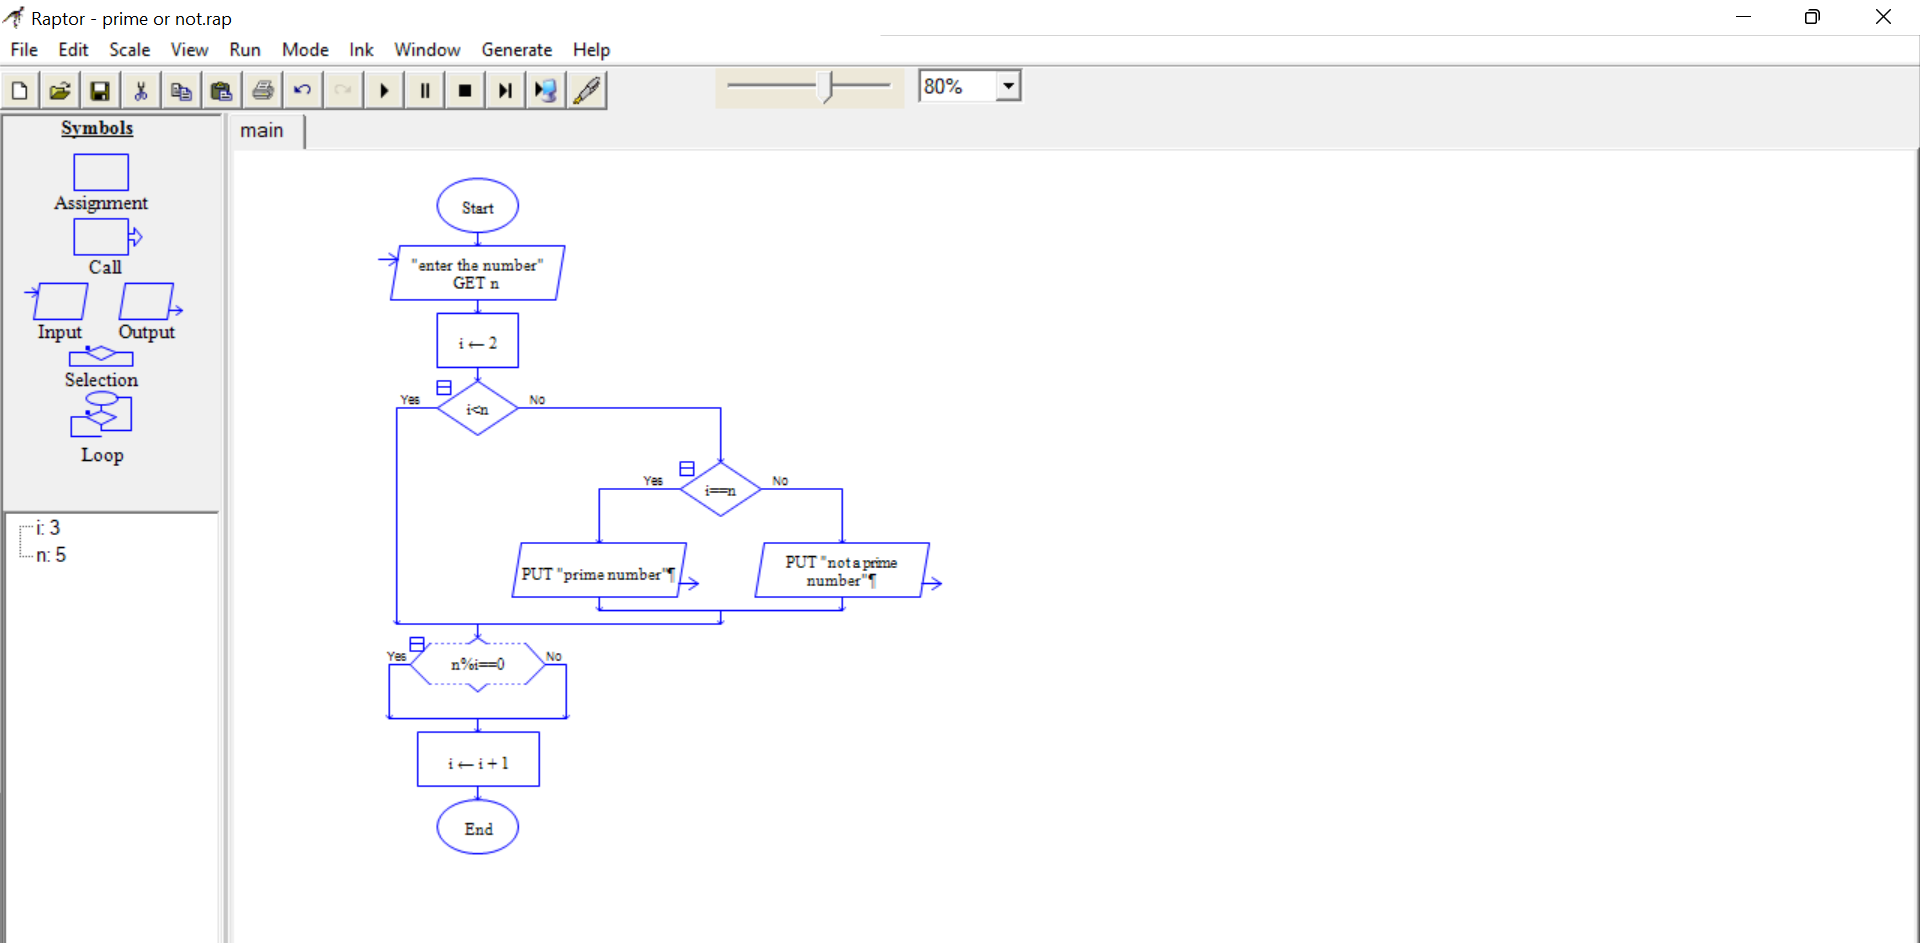 Raptor - prime or not.rap
File Edit Scale View Run Mode Ink Window Generate Help
80%
Symbols
Assignment
Call
Input Output
Selection
Loop
i: 3
n: 5
main
Start
"enter the number"
GET n
i ← 2
Yes i<n No
Yes i==n No
PUT "prime number"¶
PUT "not a prime
number"¶
Yes n%i==0 No
i ← i + 1
End